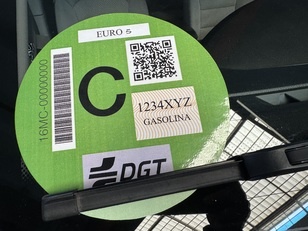 EURO 5
16MC-00000000
C
1234XYZ
GASOLINA
DGT